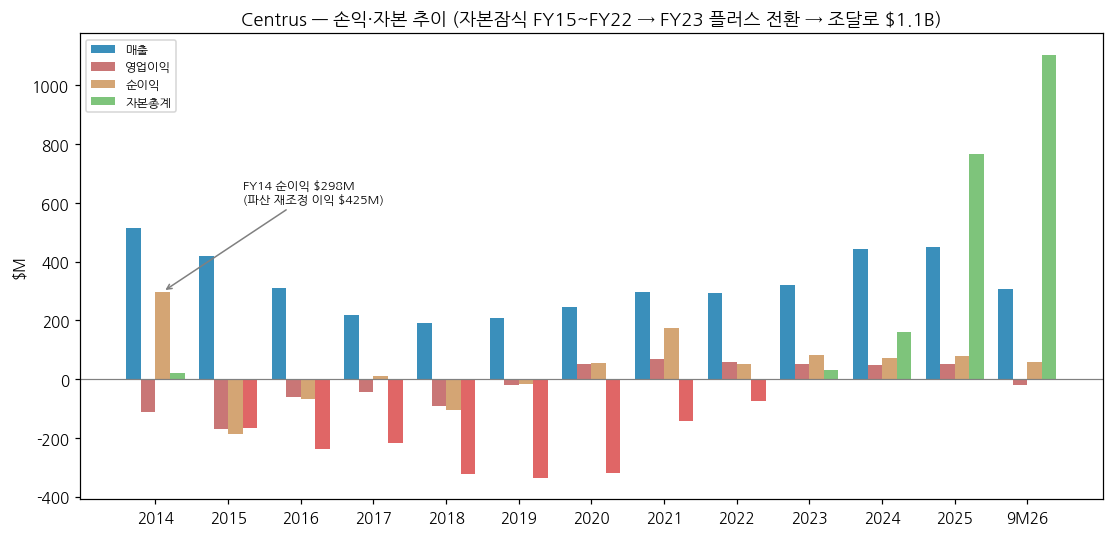 Centrus — 손익·자본 추이 (자본잠식 FY15~FY22 → FY23 플러스 전환 → 조달로 $1.1B)
매출
영업이익
순이익
자본총계
FY14 순이익 $298M
(파산 재조정 이익 $425M)
$M
1000
800
600
400
200
0
-200
-400
2014 2015 2016 2017 2018 2019 2020 2021 2022 2023 2024 2025 9M26